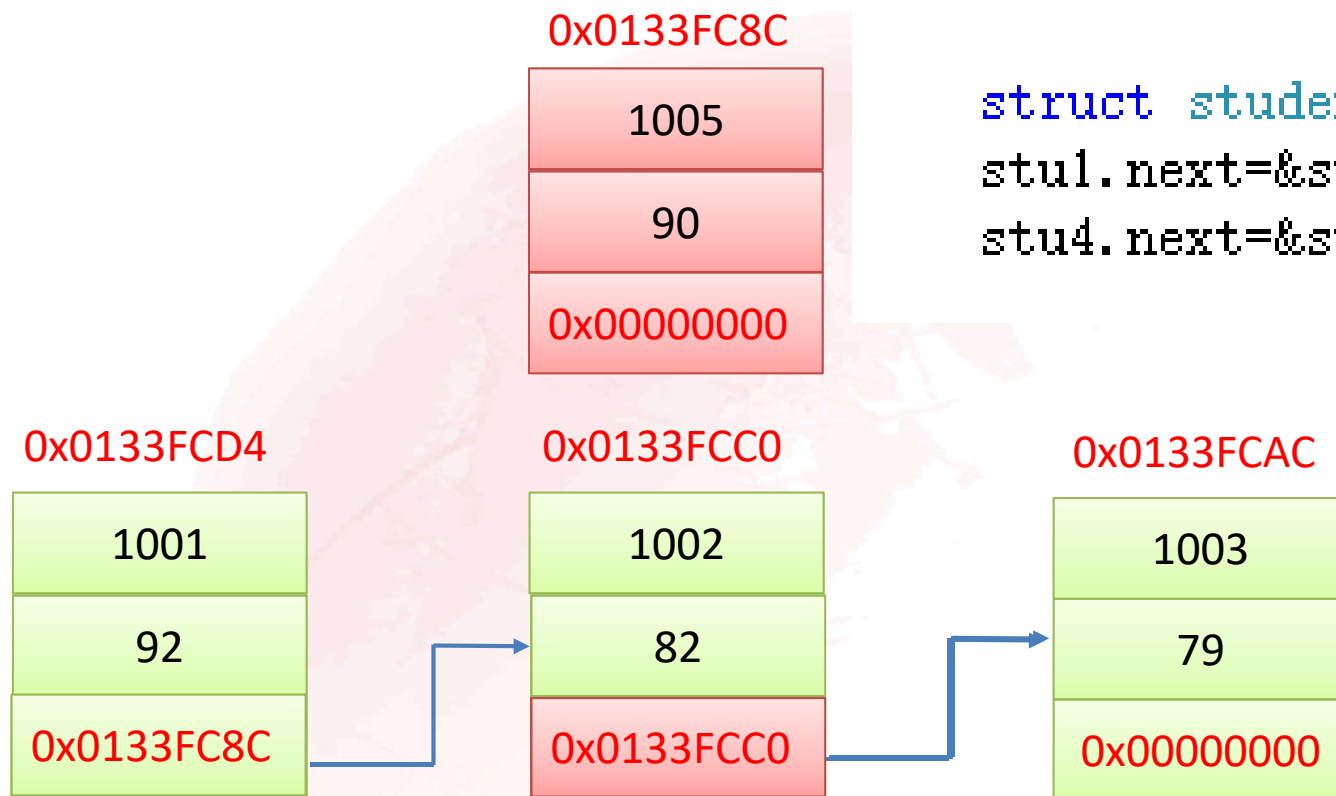 0x0133FC8C
1005
90
0x00000000
struct
stu1.next=
stu4.next=
0x0133FCD4
1001
92
0x0133FC8C
0x0133FCC0
1002
82
0x0133FCC0
0x0133FCAC
1003
79
0x00000000